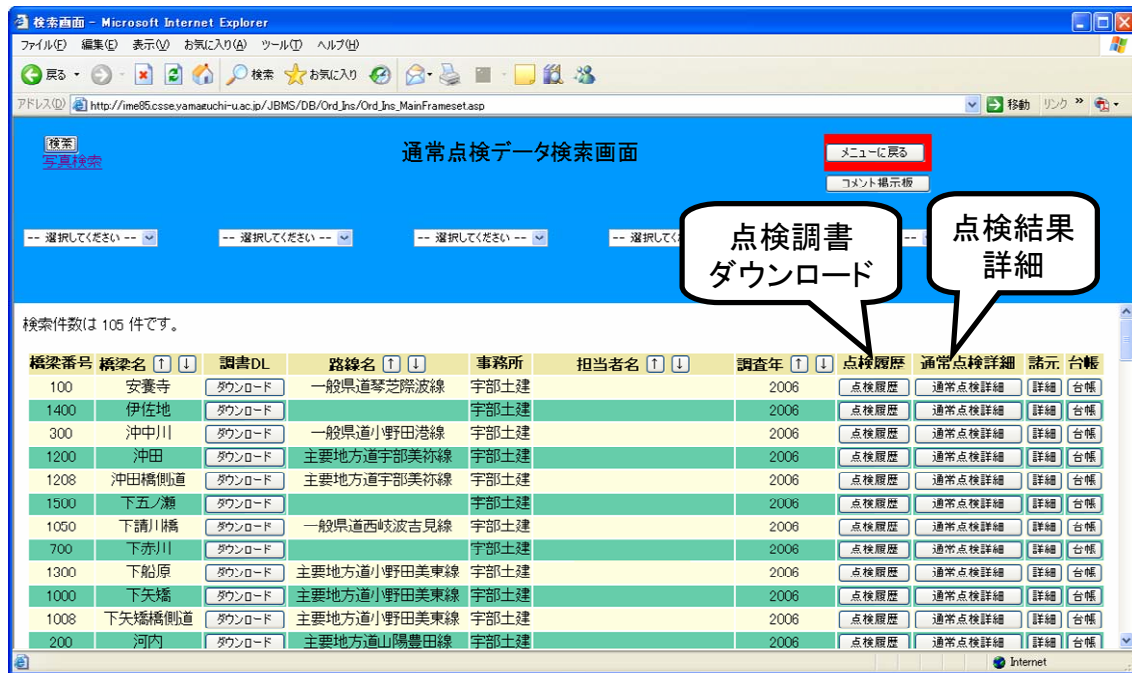 検索画面 - Microsoft Internet Explorer
ファイル(F) 編集(E) 表示(V) お気に入り(A) ツール(T) ヘルプ(H)
戻る 検索 お気に入り
アドレス(D) http://ime85.csse.yamaguchi-u.ac.jp/JBMS/DB/Ord_Ins/Ord_Ins_MainFrameset.asp 移動 リンク »
検索
写真検索
通常点検データ検索画面
メニューに戻る
コメント掲示板
-- 選択してください -- -- 選択してください -- -- 選択してください -- -- 選択してくだ --
点検調書
ダウンロード
点検結果
詳細
検索件数は 105 件です。
橋梁番号 橋梁名 ↑ ↓ 調書DL 路線名 ↑ ↓ 事務所 担当者名 ↑ ↓ 調査年 ↑ ↓ 点検履歴 通常点検詳細 諸元 台帳
100 安養寺 ダウンロード 一般県道琴芝際波線 宇部土建 2006 点検履歴 通常点検詳細 詳細 台帳
1400 伊佐地 ダウンロード 宇部土建 2006 点検履歴 通常点検詳細 詳細 台帳
300 沖中川 ダウンロード 一般県道小野田港線 宇部土建 2006 点検履歴 通常点検詳細 詳細 台帳
1200 沖田 ダウンロード 主要地方道宇部美祢線 宇部土建 2006 点検履歴 通常点検詳細 詳細 台帳
1208 沖田橋側道 ダウンロード 主要地方道宇部美祢線 宇部土建 2006 点検履歴 通常点検詳細 詳細 台帳
1500 下五ノ瀬 ダウンロード 宇部土建 2006 点検履歴 通常点検詳細 詳細 台帳
1050 下請川橋 ダウンロード 一般県道西岐波吉見線 宇部土建 2006 点検履歴 通常点検詳細 詳細 台帳
700 下赤川 ダウンロード 宇部土建 2006 点検履歴 通常点検詳細 詳細 台帳
1300 下船原 ダウンロード 主要地方道小野田美東線 宇部土建 2006 点検履歴 通常点検詳細 詳細 台帳
1000 下矢矯 ダウンロード 主要地方道小野田美東線 宇部土建 2006 点検履歴 通常点検詳細 詳細 台帳
1008 下矢矯橋側道 ダウンロード 主要地方道小野田美東線 宇部土建 2006 点検履歴 通常点検詳細 詳細 台帳
200 河内 ダウンロード 主要地方道山陽豊田線 宇部土建 2006 点検履歴 通常点検詳細 詳細 台帳
Internet